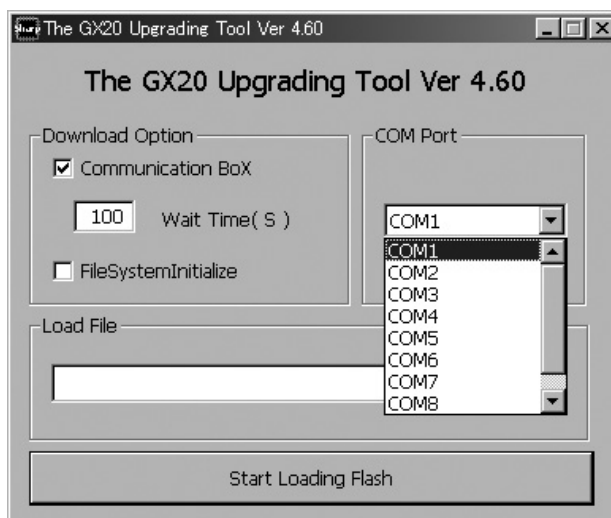 Sharp The GX20 Upgrading Tool Ver 4.60
The GX20 Upgrading Tool Ver 4.60
Download Option
COM Port
Communication BoX
100 Wait Time( S )
COM1
FileSystemInitialize
COM1
COM2
COM3
COM4
COM5
COM6
COM7
COM8
Load File
Start Loading Flash